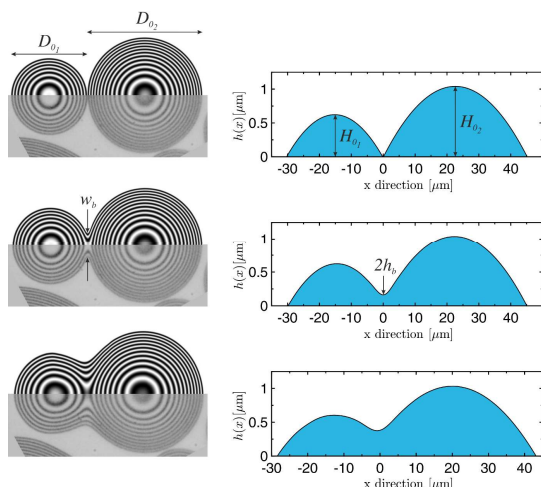 D₀₁
D₀₂
h(x)[μm]
1
0.5
0
H₀₁
H₀₂
-30 -20 -10 0 10 20 30 40
x direction [μm]
w_b
h(x)[μm]
1
0.5
0
2h_b
-30 -20 -10 0 10 20 30 40
x direction [μm]
h(x)[μm]
1
0.5
0
-30 -20 -10 0 10 20 30 40
x direction [μm]